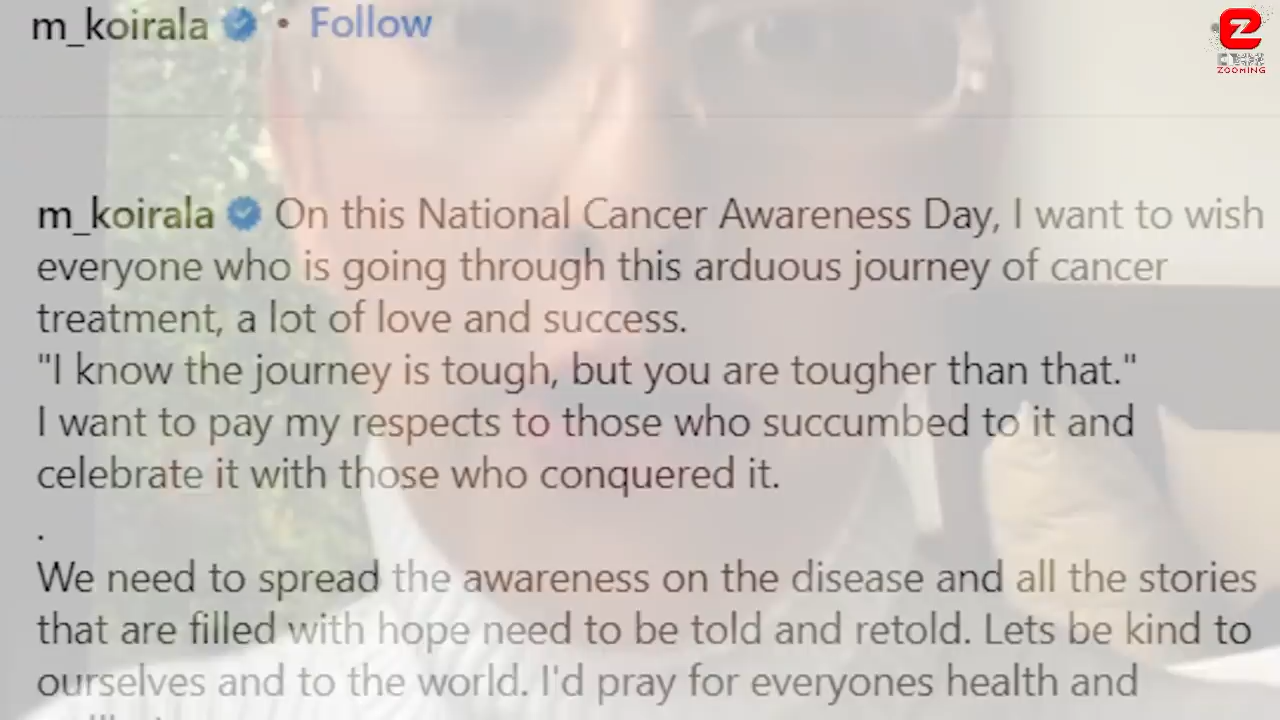 m_koirala • Follow
ZOOMING
m_koirala On this National Cancer Awareness Day, I want to wish
everyone who is going through this arduous journey of cancer
treatment, a lot of love and success.
"I know the journey is tough, but you are tougher than that."
I want to pay my respects to those who succumbed to it and
celebrate it with those who conquered it.
.
We need to spread the awareness on the disease and all the stories
that are filled with hope need to be told and retold. Lets be kind to
ourselves and to the world. I'd pray for everyones health and